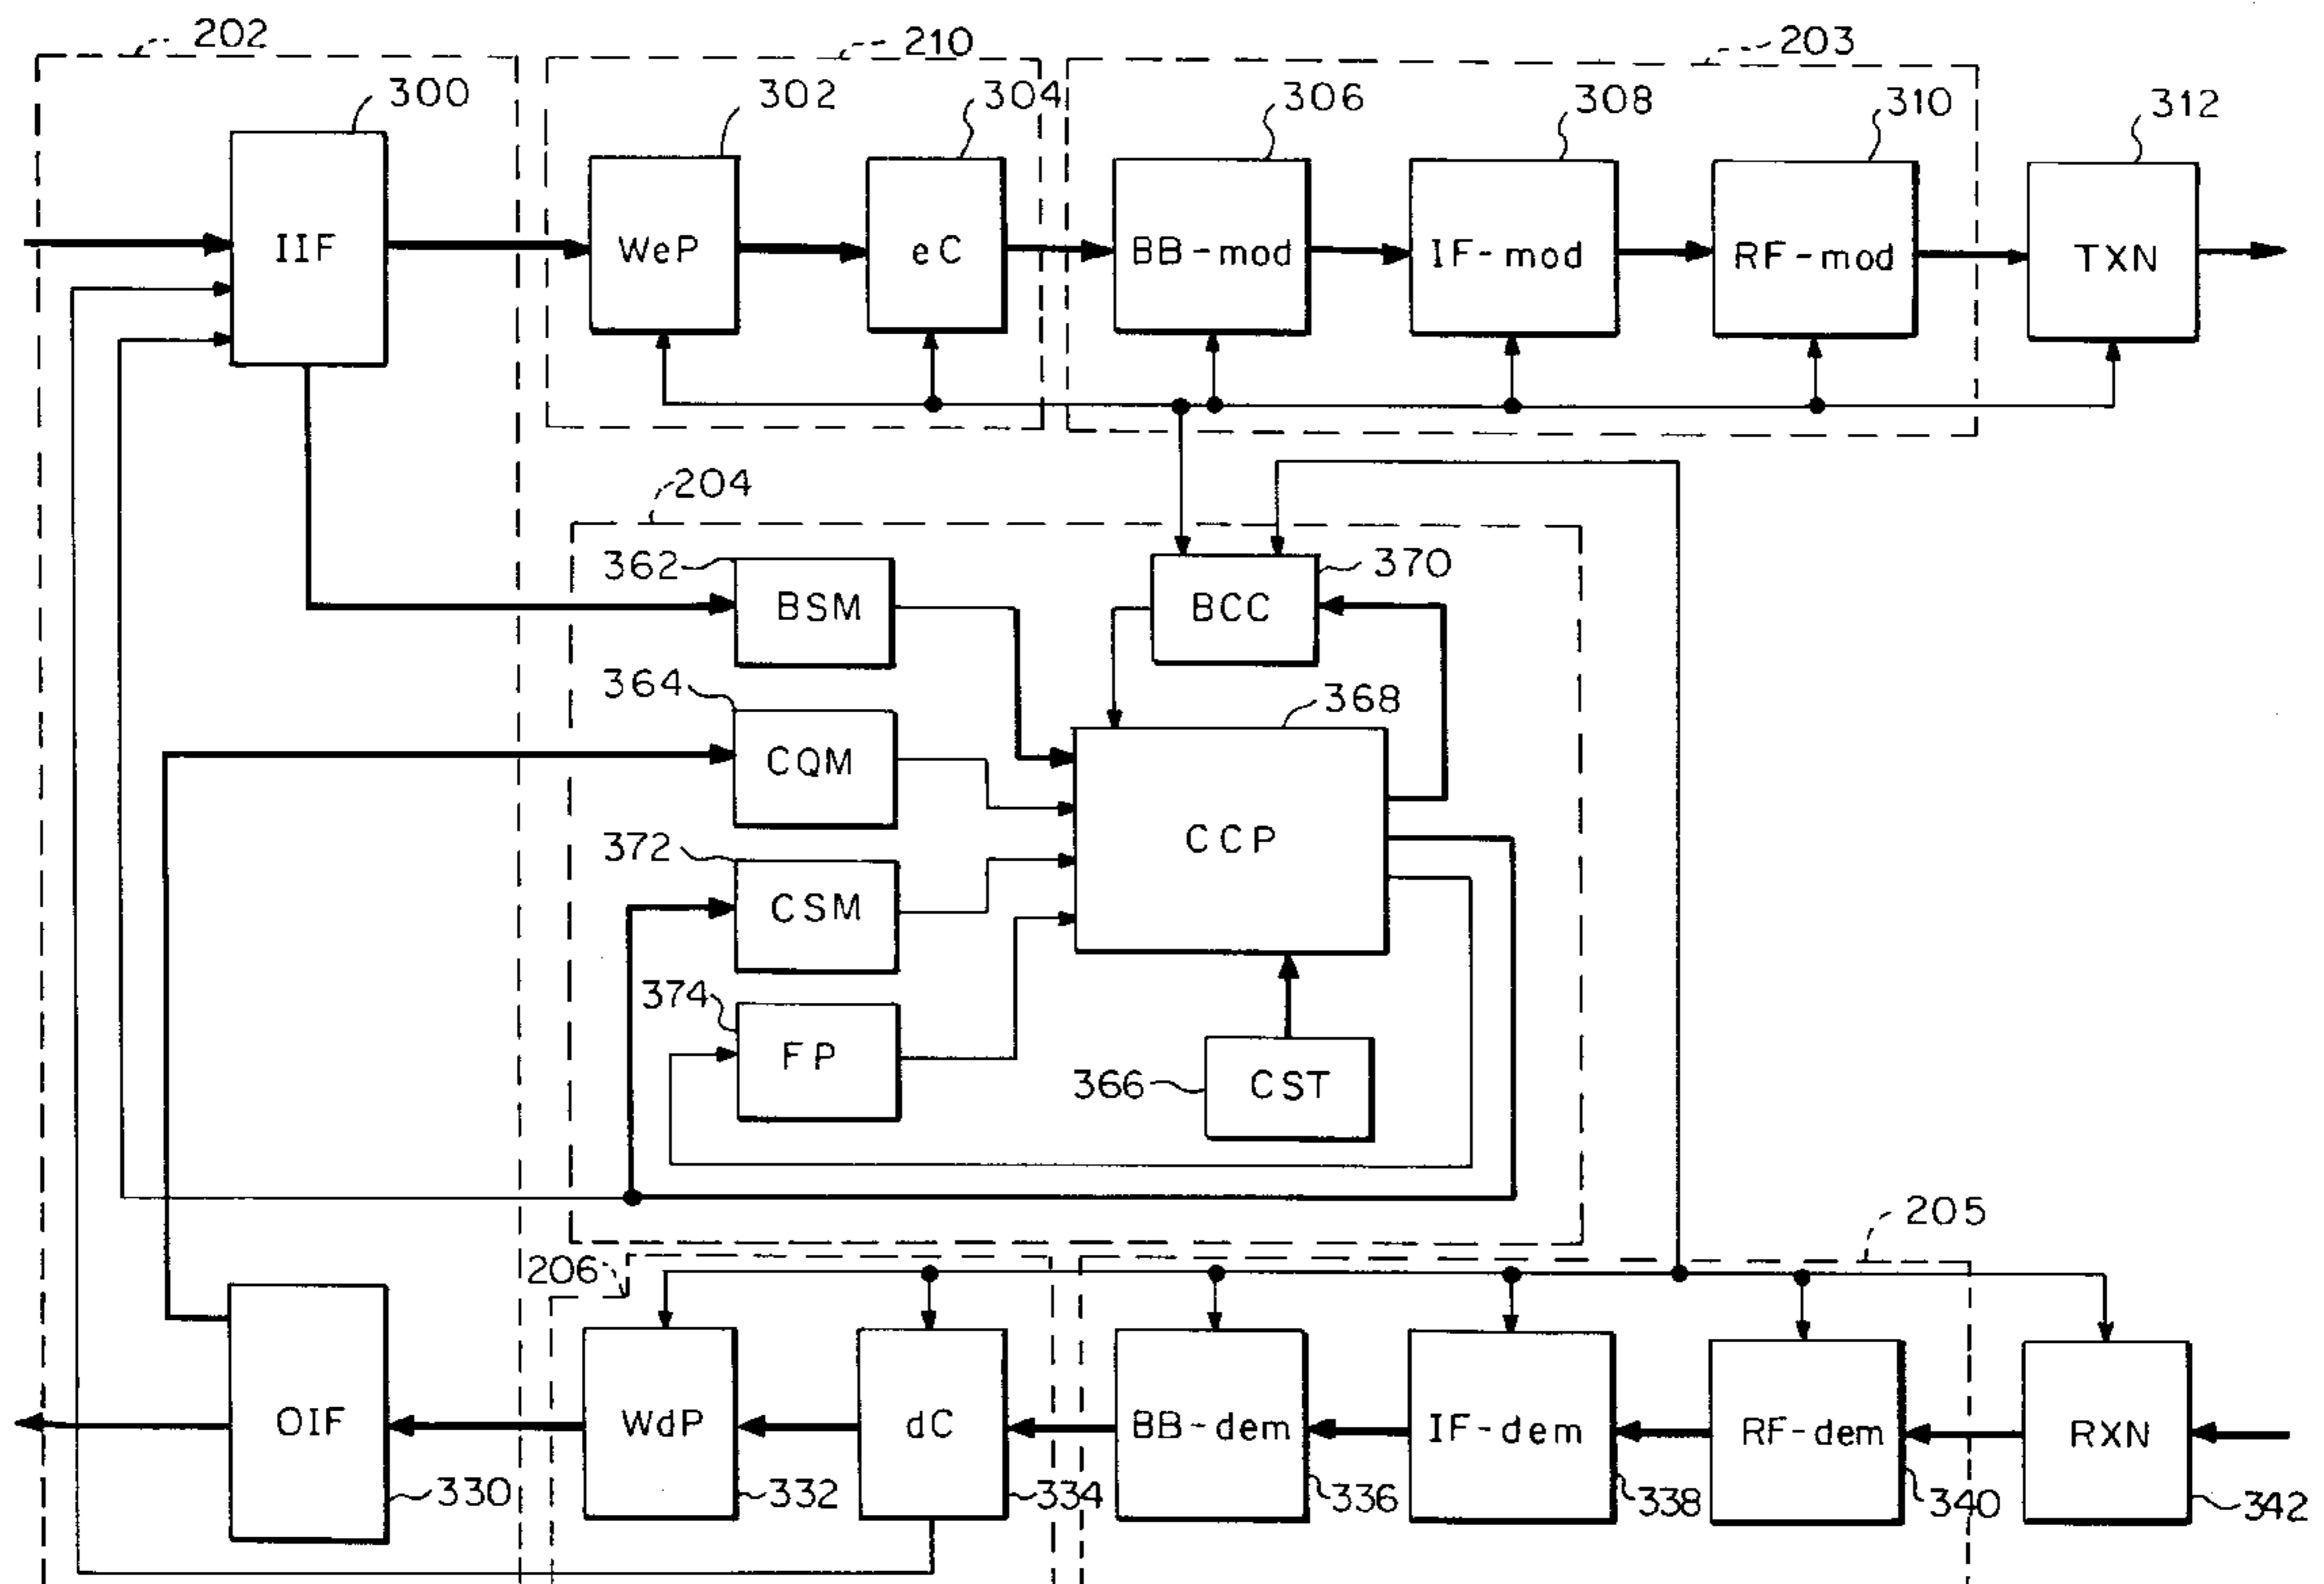 202
210
203
300
302
304
306
308
310
312
IIF
WeP
eC
BB-mod
IF-mod
RF-mod
TXN
204
362
BSM
BCC
370
364
CQM
368
CCP
372
CSM
374
FP
366
CST
205
206
OIF
WdP
dC
BB-dem
IF-dem
RF-dem
RXN
330
332
334
336
338
340
342